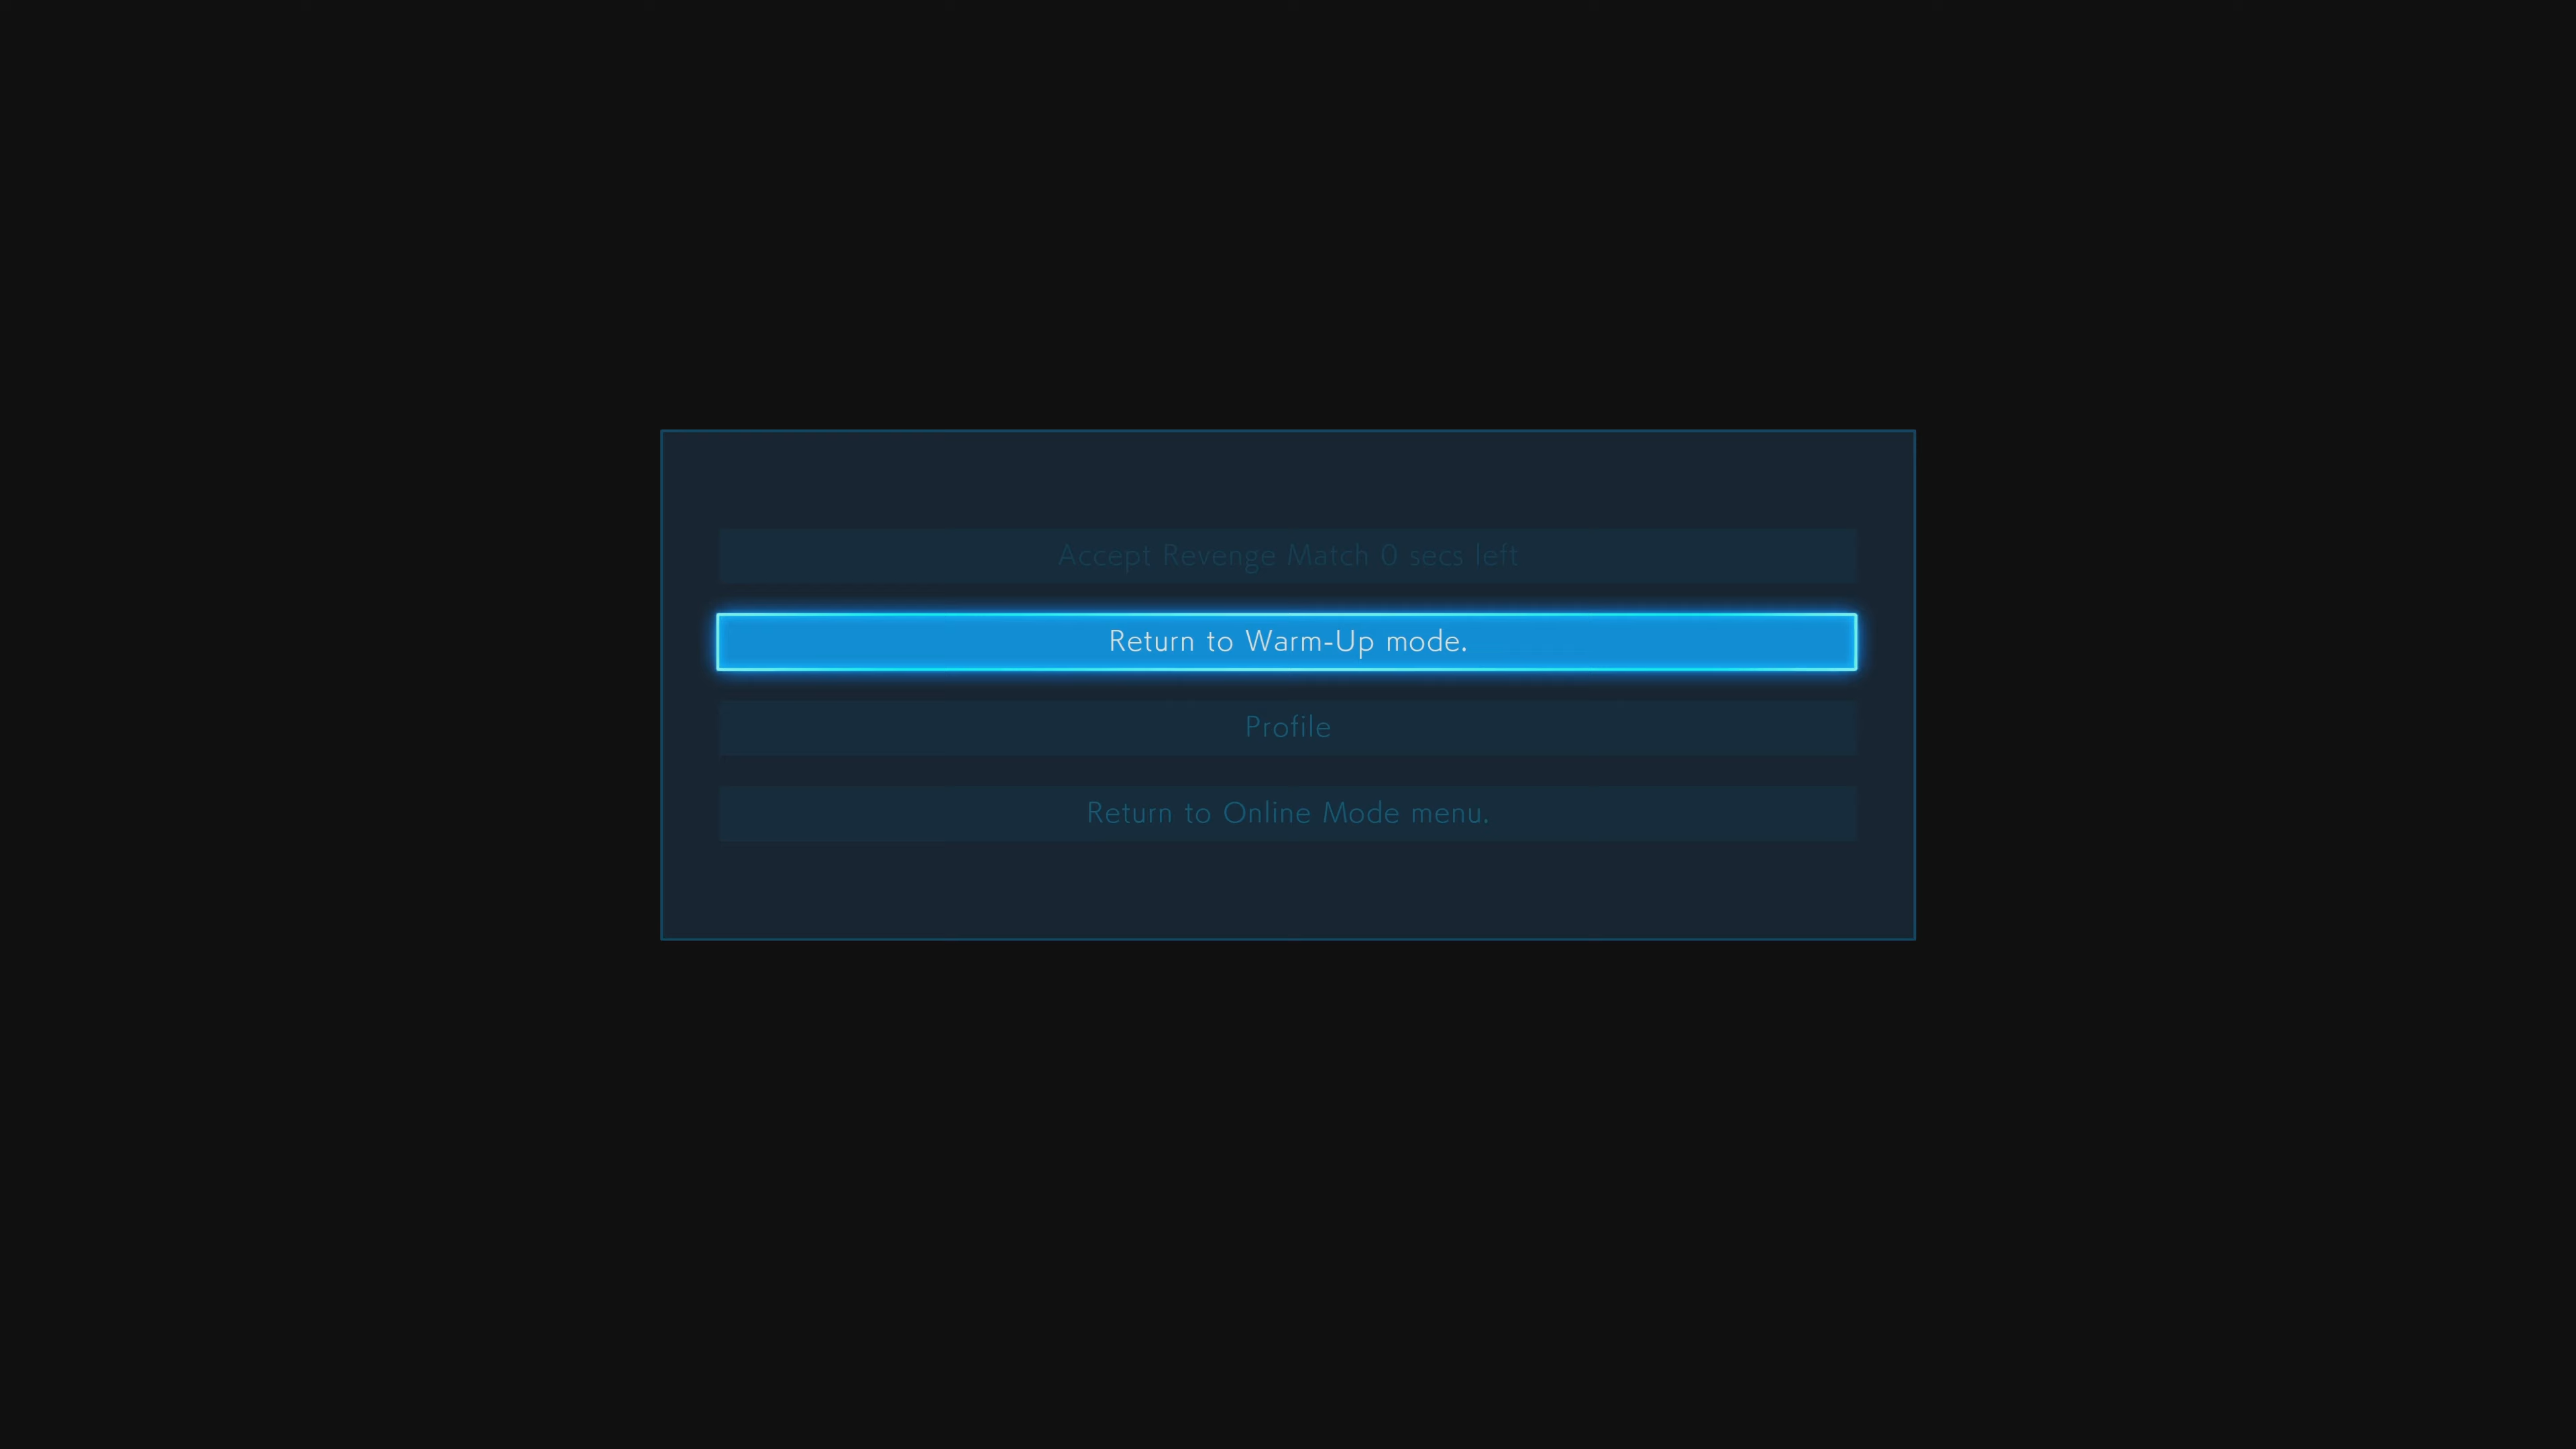 Accept Revenge Match 0 secs left
Return to Warm-Up mode.
Profile
Return to Online Mode menu.